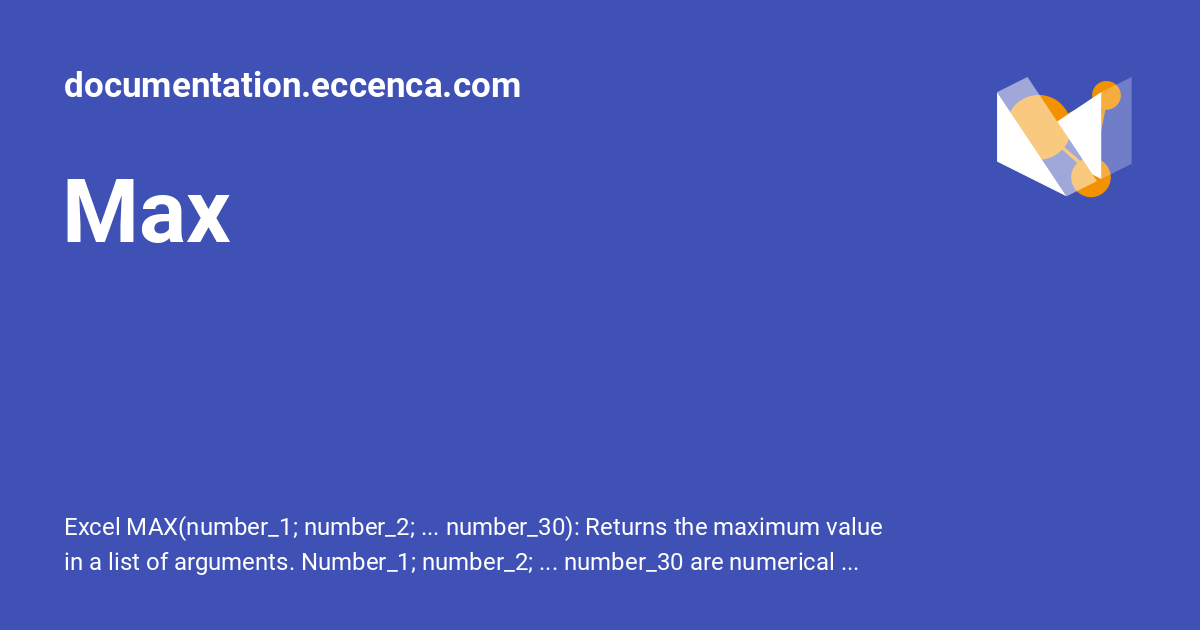 documentation.eccenca.com
Max
Excel MAX(number_1; number_2; ... number_30): Returns the maximum value
in a list of arguments. Number_1; number_2; ... number_30 are numerical ...